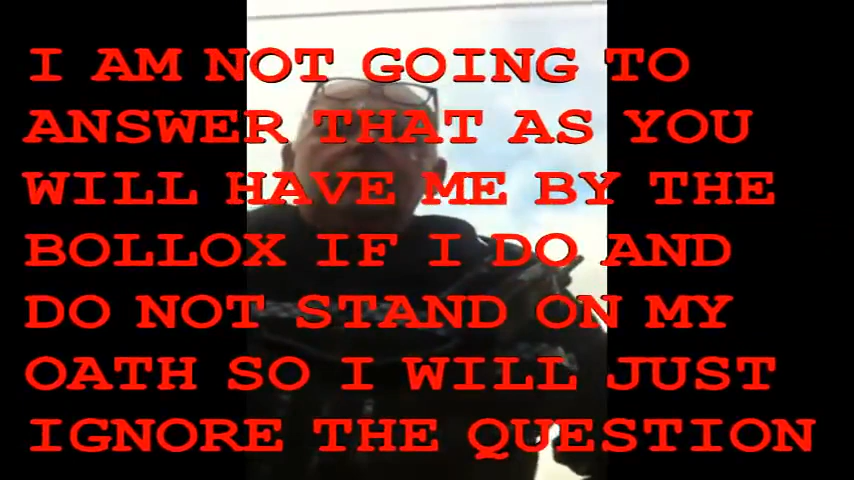 I AM NOT GOING TO
ANSWER THAT AS YOU
WILL HAVE ME BY THE
BOLLOX IF I DO AND
DO NOT STAND ON MY
OATH SO I WILL JUST
IGNORE THE QUESTION